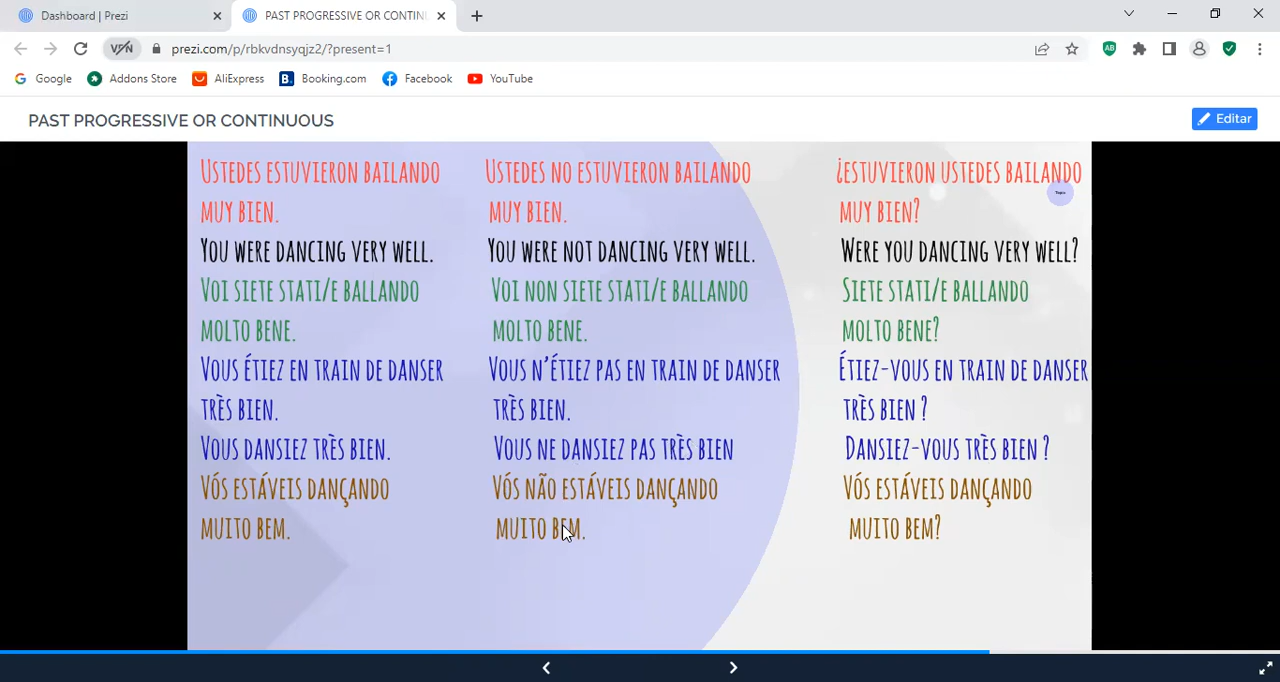 Dashboard | Prezi
PAST PROGRESSIVE OR CONTIN
VPN
prezi.com/p/rbkvdnsyqjz2/?present=1
AB
Google
Addons Store
AliExpress
B. Booking.com
Facebook
YouTube
PAST PROGRESSIVE OR CONTINUOUS
Editar
USTEDES ESTUVIERON BAILANDO
MUY BIEN.
YOU WERE DANCING VERY WELL.
VOI SIETE STATI/E BALLANDO
MOLTO BENE.
VOUS ÉTIEZ EN TRAIN DE DANSER
TRÈS BIEN.
VOUS DANSIEZ TRÈS BIEN.
VÓS ESTÁVEIS DANÇANDO
MUITO BEM.
USTEDES NO ESTUVIERON BAILANDO
MUY BIEN.
YOU WERE NOT DANCING VERY WELL.
VOI NON SIETE STATI/E BALLANDO
MOLTO BENE.
VOUS N'ÉTIEZ PAS EN TRAIN DE DANSER
TRÈS BIEN.
VOUS NE DANSIEZ PAS TRÈS BIEN
VÓS NÃO ESTÁVEIS DANÇANDO
MUITO BEM.
¿ESTUVIERON USTEDES BAILANDO
MUY BIEN?
WERE YOU DANCING VERY WELL?
SIETE STATI/E BALLANDO
MOLTO BENE?
ÉTIEZ-VOUS EN TRAIN DE DANSER
TRÈS BIEN ?
DANSIEZ-VOUS TRÈS BIEN ?
VÓS ESTÁVEIS DANÇANDO
MUITO BEM?
Topic